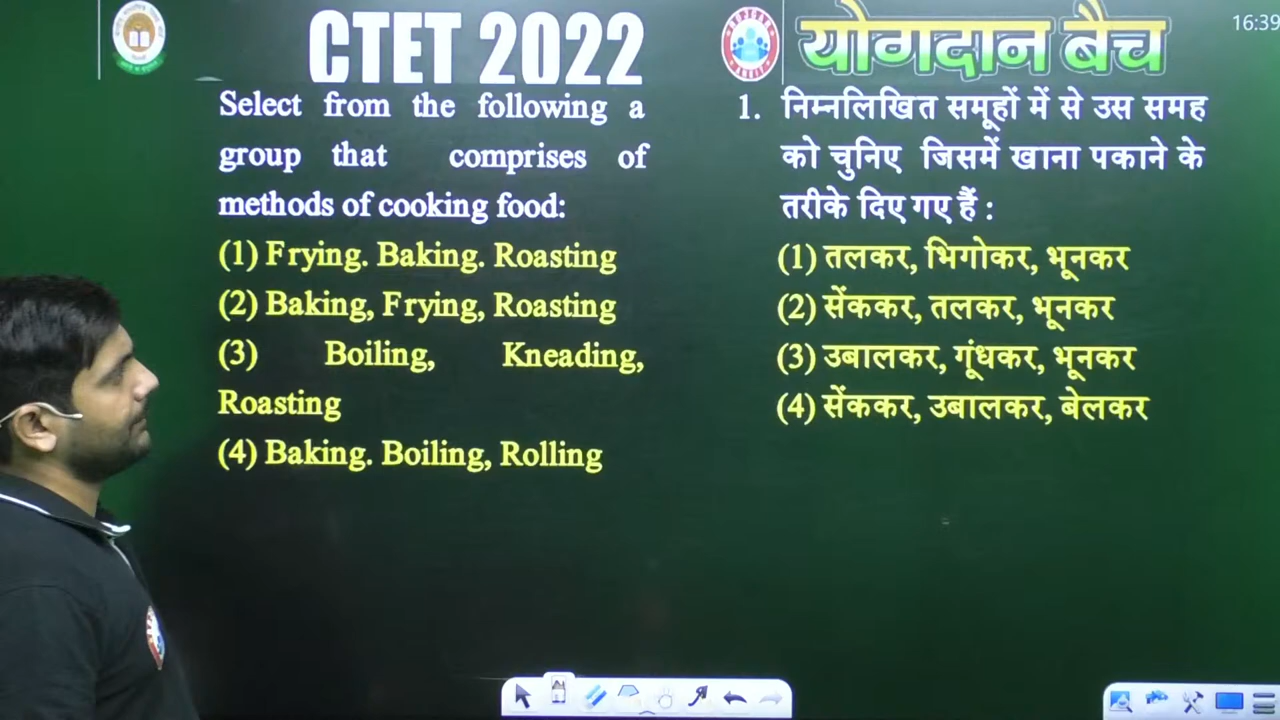 CTET 2022
योगदान बैच
16:39
Select from the following a
group that comprises of
methods of cooking food:
(1) Frying. Baking. Roasting
(2) Baking, Frying, Roasting
(3) Boiling, Kneading,
Roasting
(4) Baking. Boiling, Rolling
1. निम्नलिखित समूहों में से उस समह
को चुनिए जिसमें खाना पकाने के
तरीके दिए गए हैं :
(1) तलकर, भिगोकर, भूनकर
(2) सेंककर, तलकर, भूनकर
(3) उबालकर, गूंधकर, भूनकर
(4) सेंककर, उबालकर, बेलकर